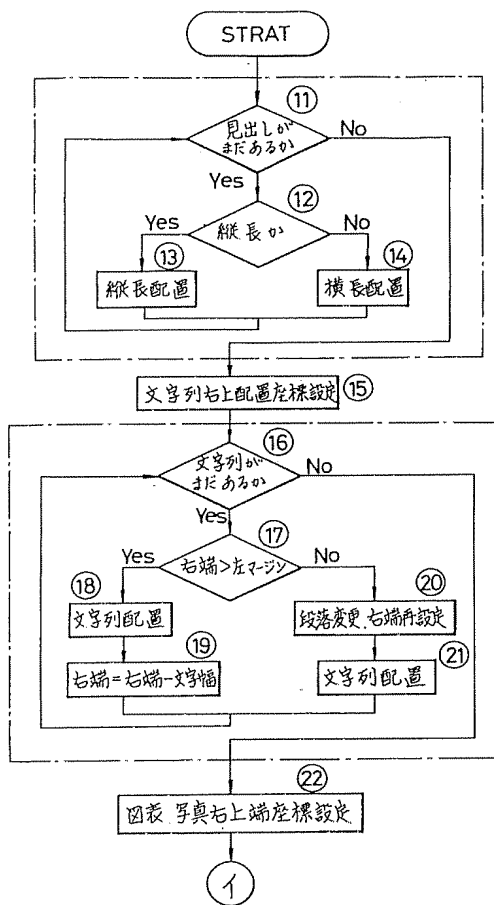 STRAT
⑪
見出しが
まだあるか
No
Yes
⑫
縦長か
Yes
No
⑬
縦長配置
⑭
横長配置
文字列右上配置座標設定
⑮
⑯
文字列が
まだあるか
No
Yes
⑰
右端>左マージン
Yes
No
⑱
文字列配置
⑳
段落変更、右端再設定
⑲
右端=右端-文字幅
㉑
文字列配置
㉒
図表、写真右上端座標設定
イ